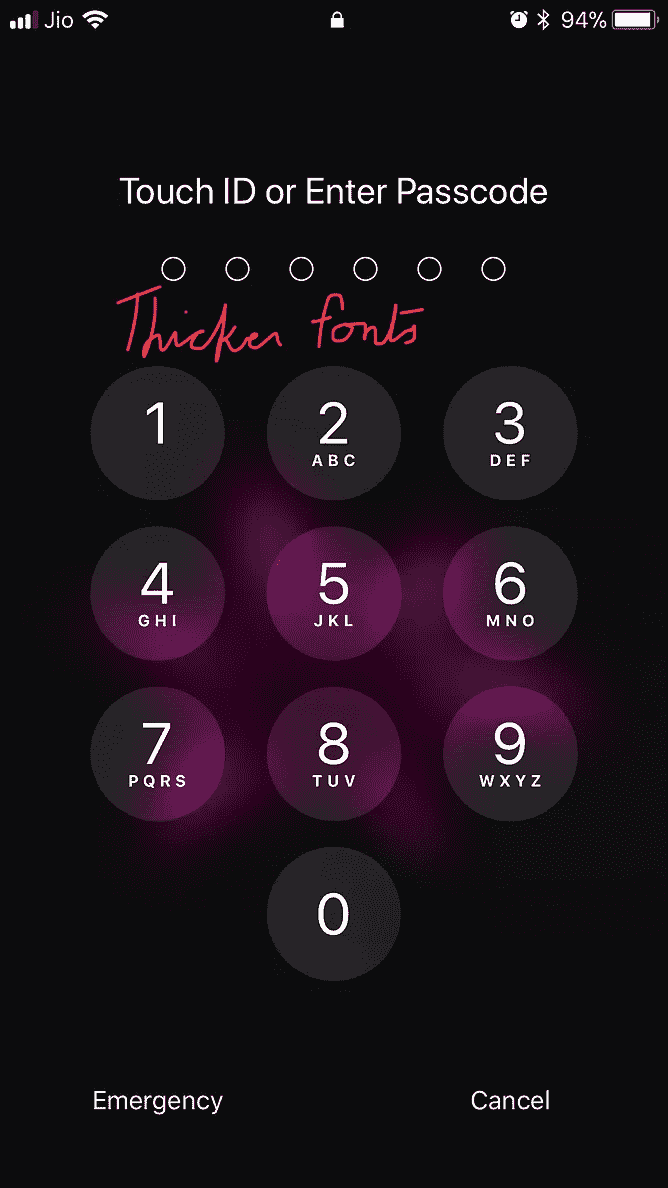 Jio 94%
Touch ID or Enter Passcode
Thicker fonts
1 2 3
ABC DEF
4 5 6
GHI JKL MNO
7 8 9
PQRS TUV WXYZ
0
Emergency Cancel